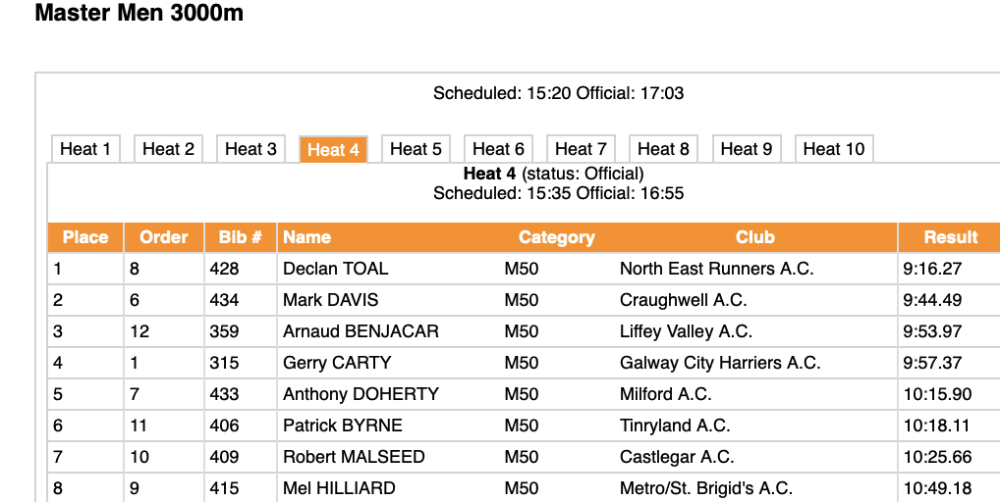 Master Men 3000m
Scheduled: 15:20 Official: 17:03
Heat 1 Heat 2 Heat 3 Heat 4 Heat 5 Heat 6 Heat 7 Heat 8 Heat 9 Heat 10
Heat 4 (status: Official)
Scheduled: 15:35 Official: 16:55
Place Order Bib # Name Category Club Result
1 8 428 Declan TOAL M50 North East Runners A.C. 9:16.27
2 6 434 Mark DAVIS M50 Craughwell A.C. 9:44.49
3 12 359 Arnaud BENJACAR M50 Liffey Valley A.C. 9:53.97
4 1 315 Gerry CARTY M50 Galway City Harriers A.C. 9:57.37
5 7 433 Anthony DOHERTY M50 Milford A.C. 10:15.90
6 11 406 Patrick BYRNE M50 Tinryland A.C. 10:18.11
7 10 409 Robert MALSEED M50 Castlegar A.C. 10:25.66
8 9 415 Mel HILLIARD M50 Metro/St. Brigid's A.C. 10:49.18